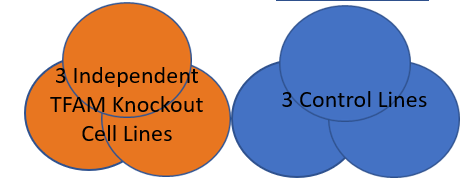 3 Independent
TFAM Knockout
Cell Lines
3 Control Lines